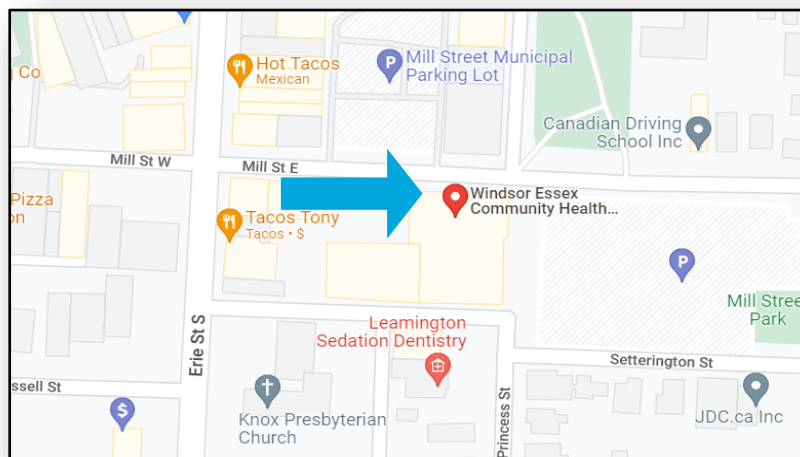 Hot Tacos
Mexican
Mill Street Municipal
Parking Lot
P
Co
Canadian Driving
School Inc
Mill St W
Mill St E
Pizza
on
Windsor Essex
Community Health...
Tacos Tony
Tacos • $
P
Mill Stree
Park
Leamington
Sedation Dentistry
Erie St S
Setterington St
ssell St
$
Knox Presbyterian
Church
Princess St
JDC.ca Inc